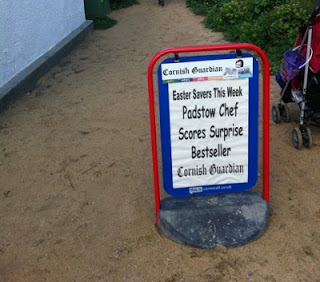 Cornish Guardian
Easter Savers This Week
Padstow Chef
Scores Surprise
Bestseller
Cornish Guardian